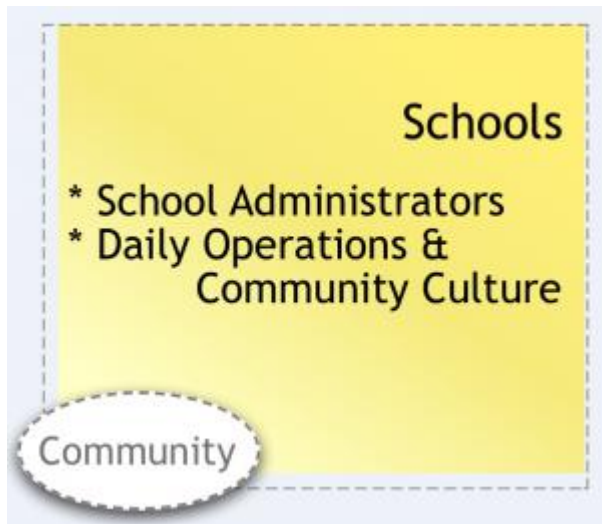 Schools
* School Administrators
* Daily Operations &
Community Culture
Community